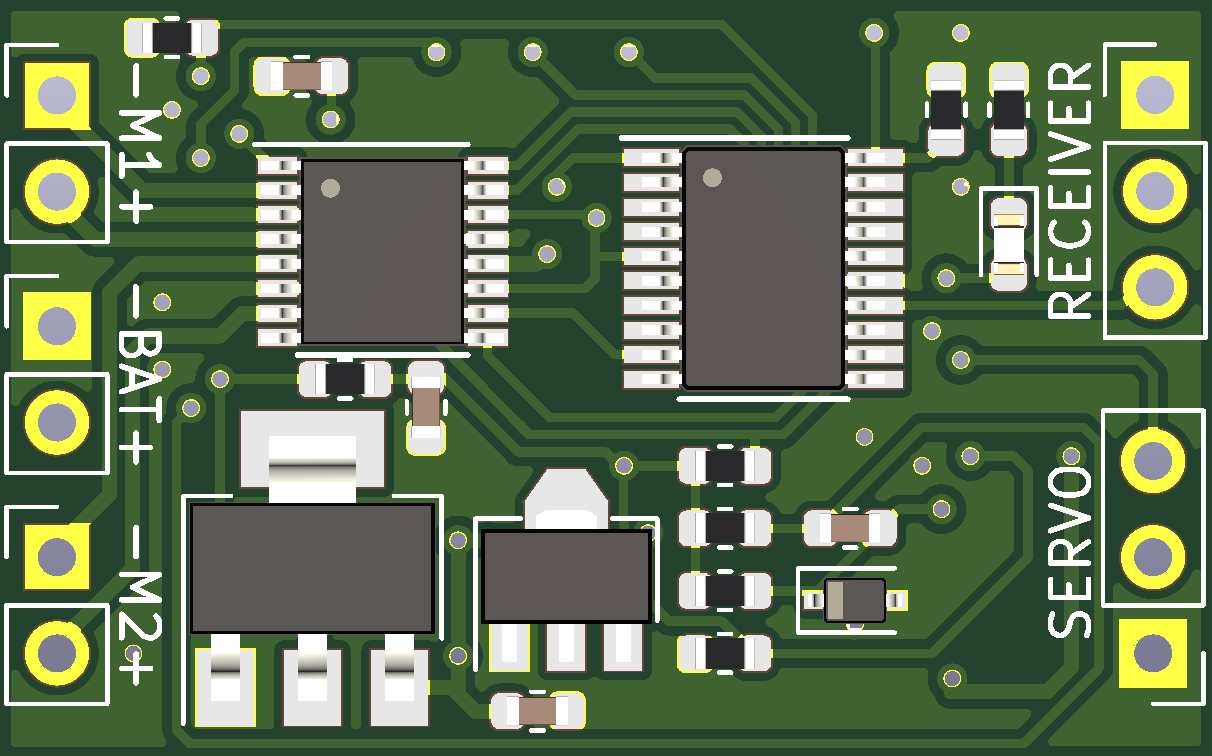 -M1+
-BAT+
-M2+
RECEIVER
SERVO